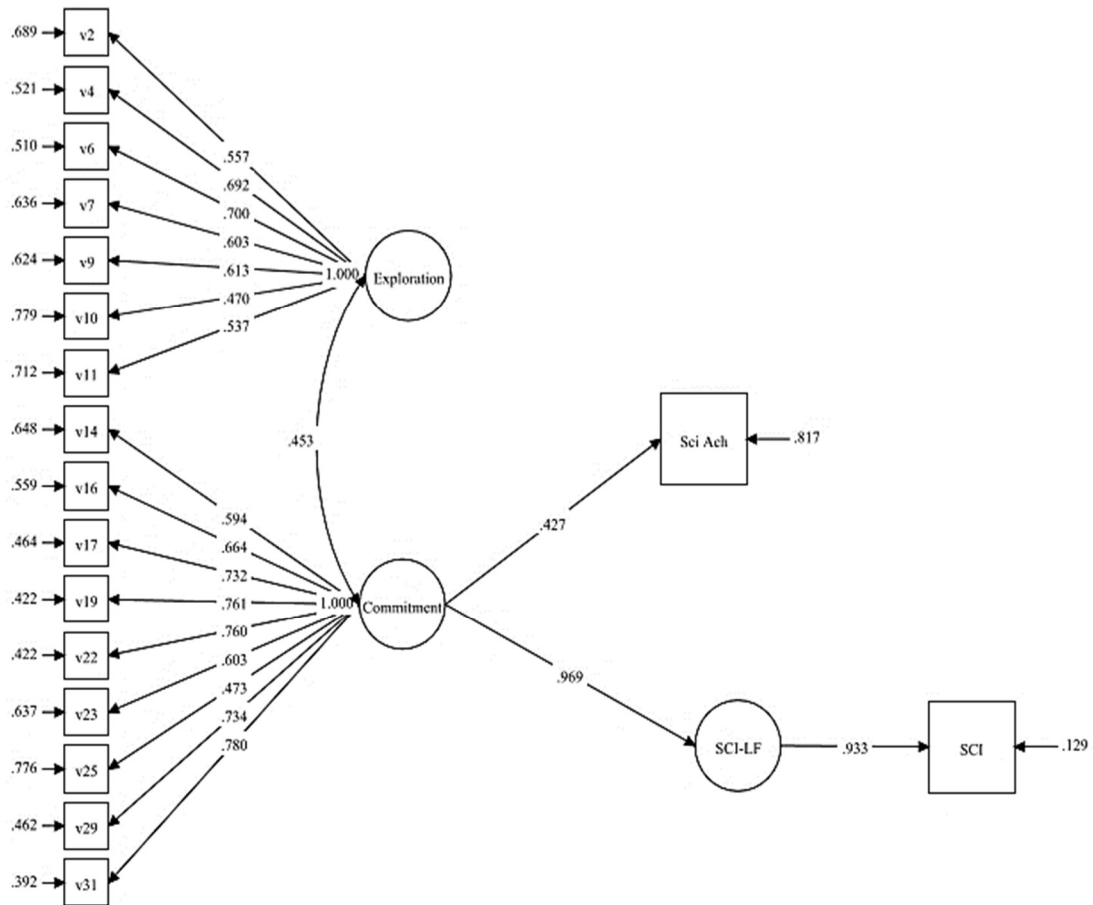 .689 v2
.521 v4
.510 v6
.636 v7
.624 v9
.779 v10
.712 v11
.648 v14
.559 v16
.464 v17
.422 v19
.422 v22
.637 v23
.776 v25
.462 v29
.392 v31
.557
.692
.700
.603
.613
.470
.537
1.000
Exploration
.453
.594
.664
.732
.761
.760
.603
.473
.734
.780
1.000
Commitment
.427
Sci Ach
.817
.969
SCI-LF
.933
SCI
.129